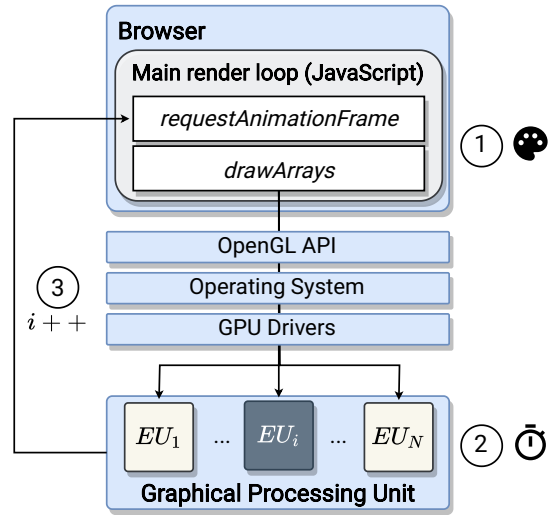 Browser
Main render loop (JavaScript)
requestAnimationFrame
1
drawArrays
OpenGL API
Operating System
3
i + +
GPU Drivers
EU₁ ... EUᵢ ... EU_N
2
Graphical Processing Unit